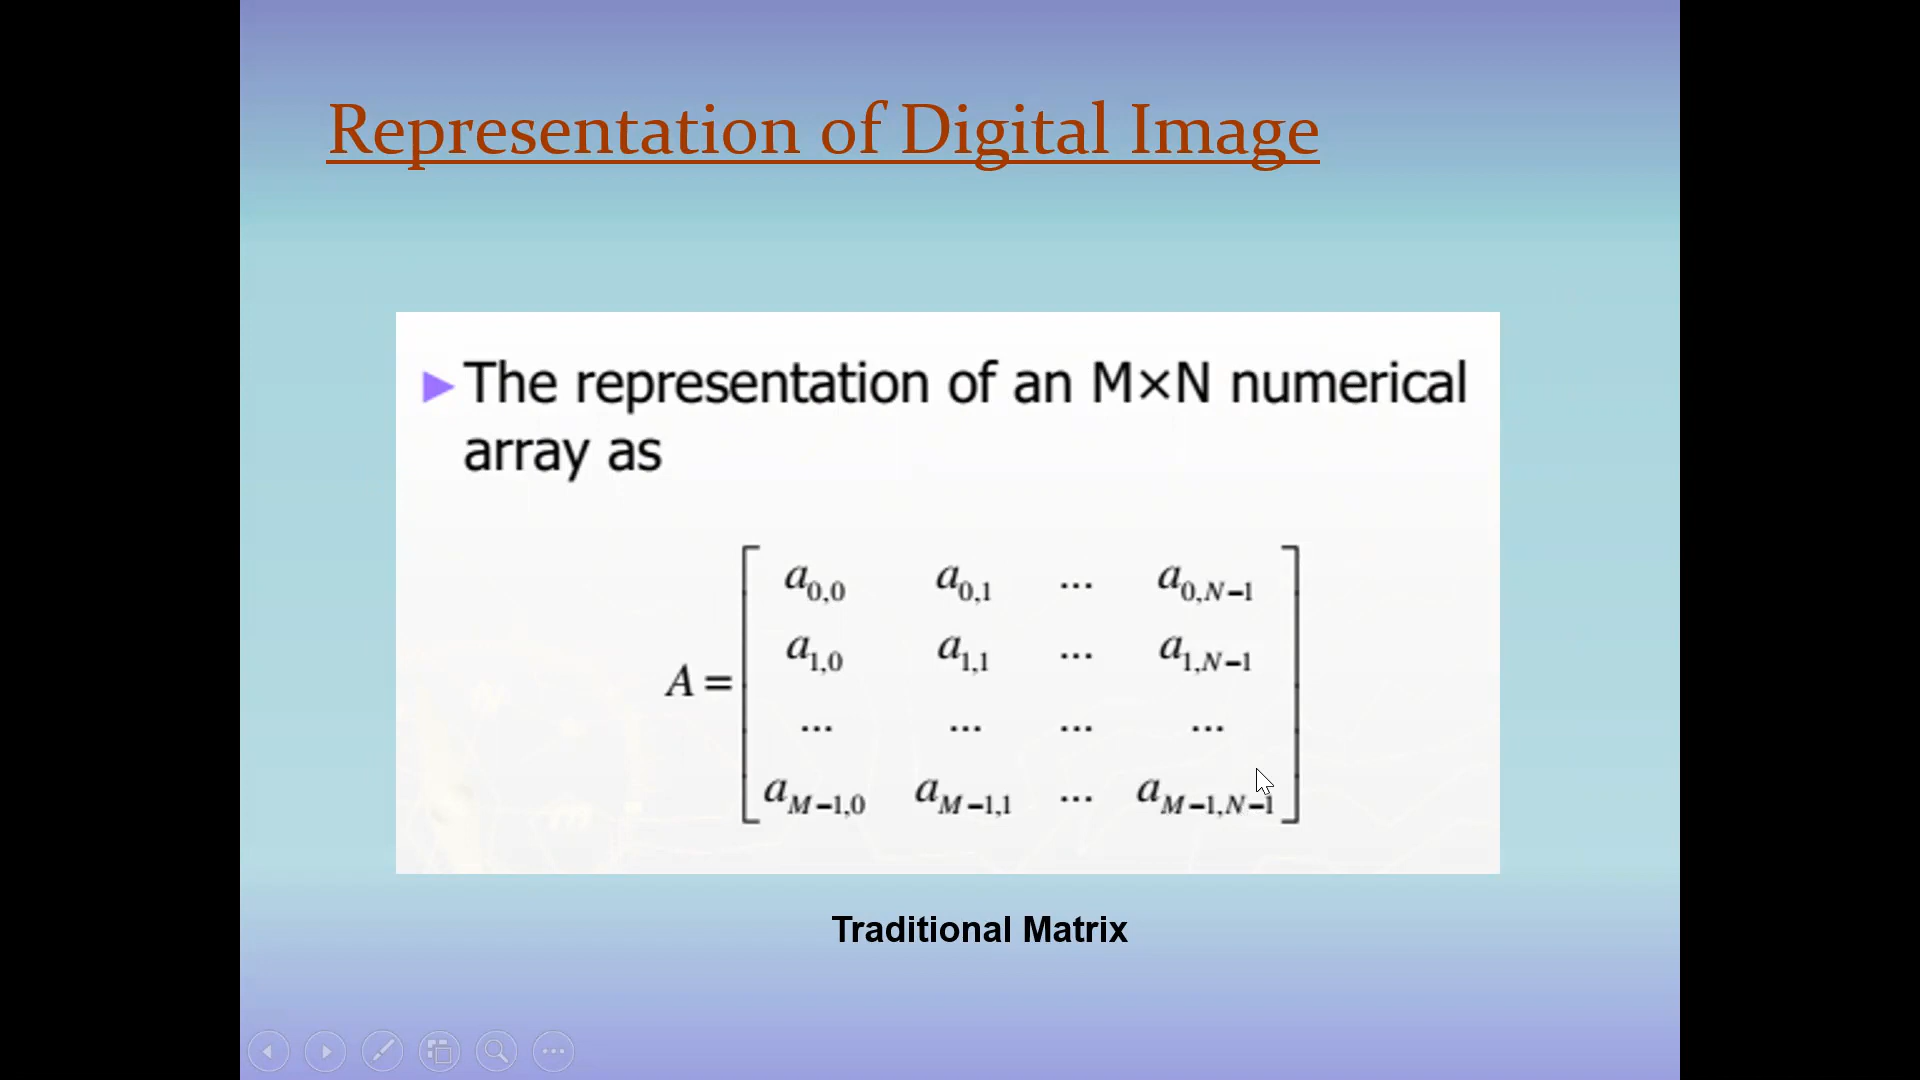 Representation of Digital Image
►The representation of an M×N numerical
array as
a0,0 a0,1 ... a0,N−1
a1,0 a1,1 ... a1,N−1
A =
... ... ... ...
aM−1,0 aM−1,1 ... aM−1,N−1
Traditional Matrix